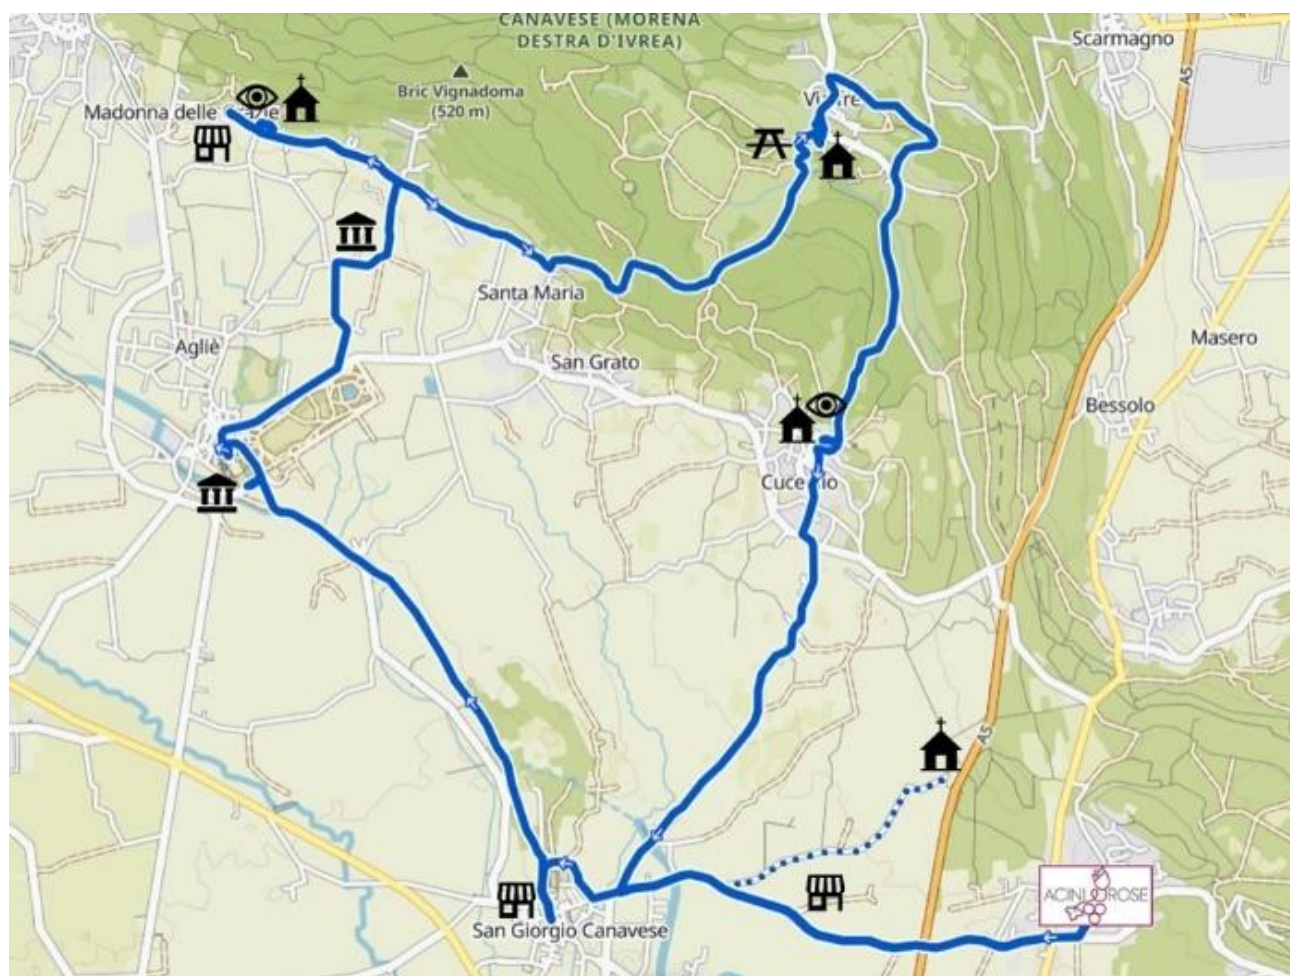 CANAVESE (MORENA
DESTRA D'IVREA)
Scarmagno
A5
Bric Vignadoma
(520 m)
Madonna delle
Masero
Santa Maria
Agliè
San Grato
Bessolo
A5
ACINI ROSE
San Giorgio Canavese